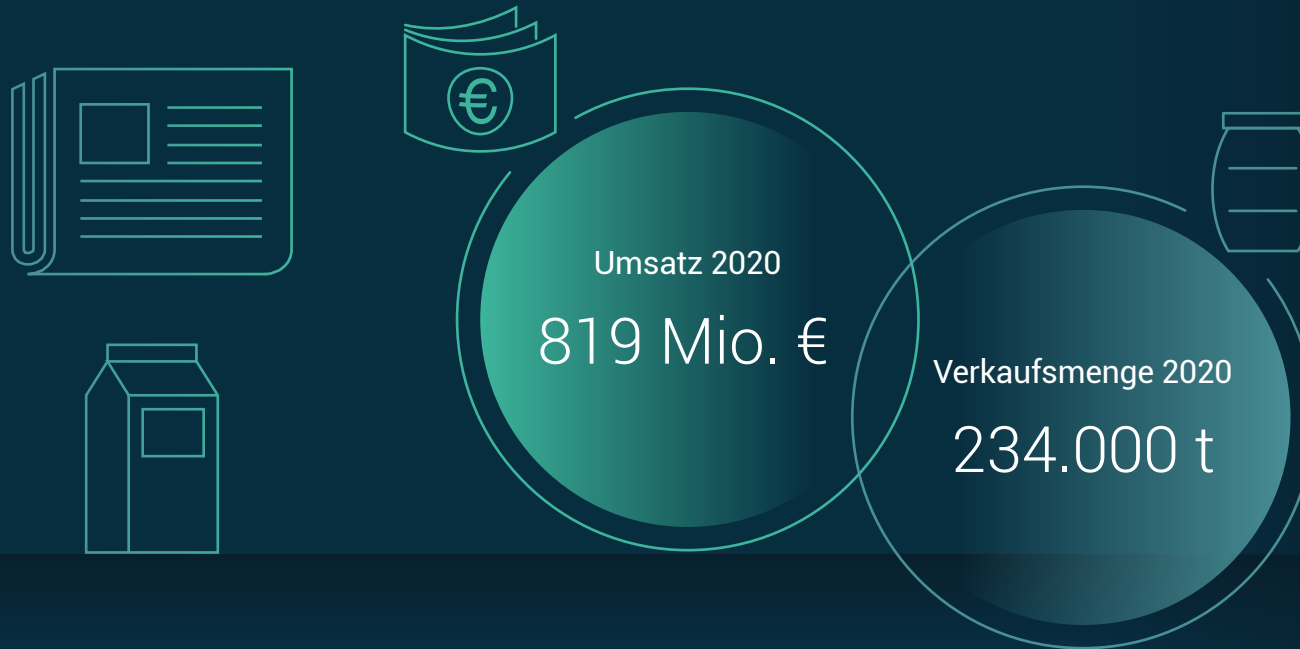 €
Umsatz 2020
819 Mio. €
Verkaufsmenge 2020
234.000 t